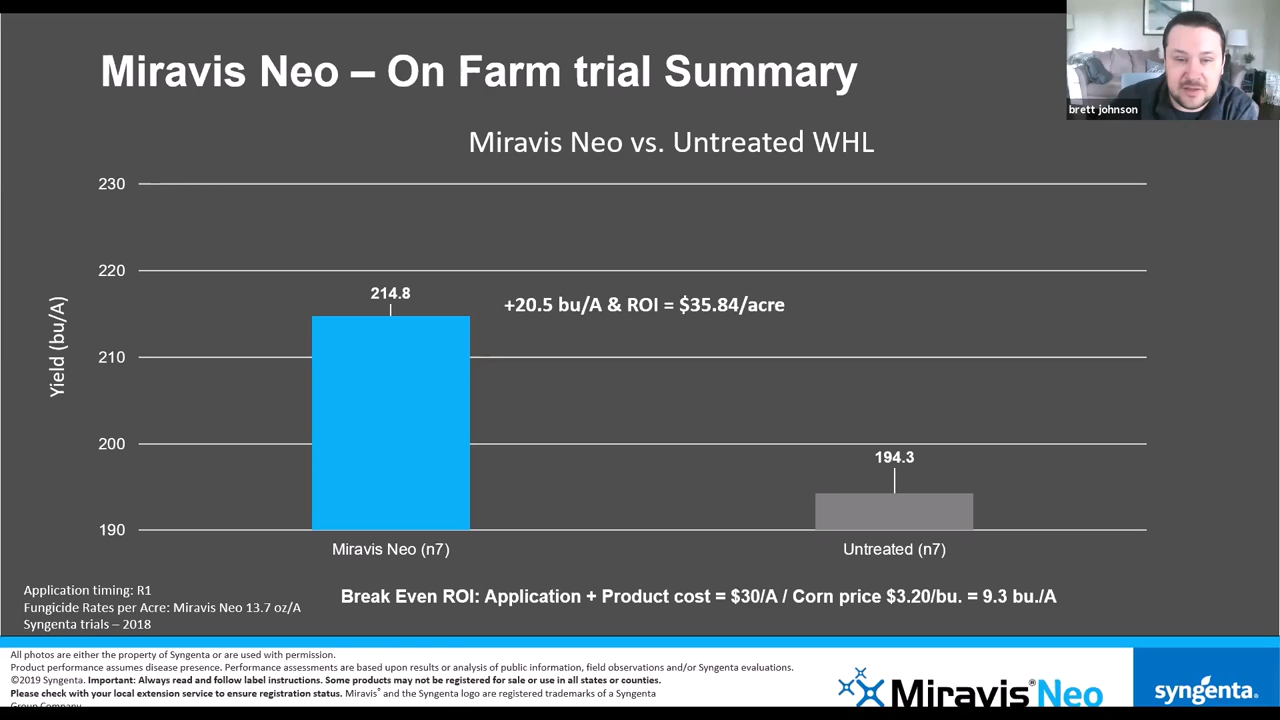 Miravis Neo – On Farm trial Summary
brett johnson
Miravis Neo vs. Untreated WHL
230
220
210
200
190
Yield (bu/A)
214.8
+20.5 bu/A & ROI = $35.84/acre
194.3
Miravis Neo (n7)
Untreated (n7)
Application timing: R1
Fungicide Rates per Acre: Miravis Neo 13.7 oz/A
Syngenta trials – 2018
Break Even ROI: Application + Product cost = $30/A / Corn price $3.20/bu. = 9.3 bu./A
All photos are either the property of Syngenta or are used with permission.
Product performance assumes disease presence. Performance assessments are based upon results or analysis of public information, field observations and/or Syngenta evaluations.
©2019 Syngenta. Important: Always read and follow label instructions. Some products may not be registered for sale or use in all states or counties.
Please check with your local extension service to ensure registration status. Miravis® and the Syngenta logo are registered trademarks of a Syngenta
Group Company.
Miravis® Neo
syngenta.